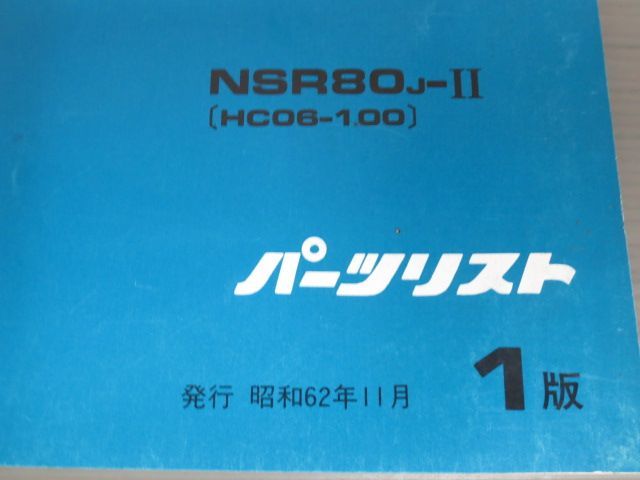 NSR80J-II
〔HC06-1.00〕
パーツリスト
発行 昭和62年11月 1版